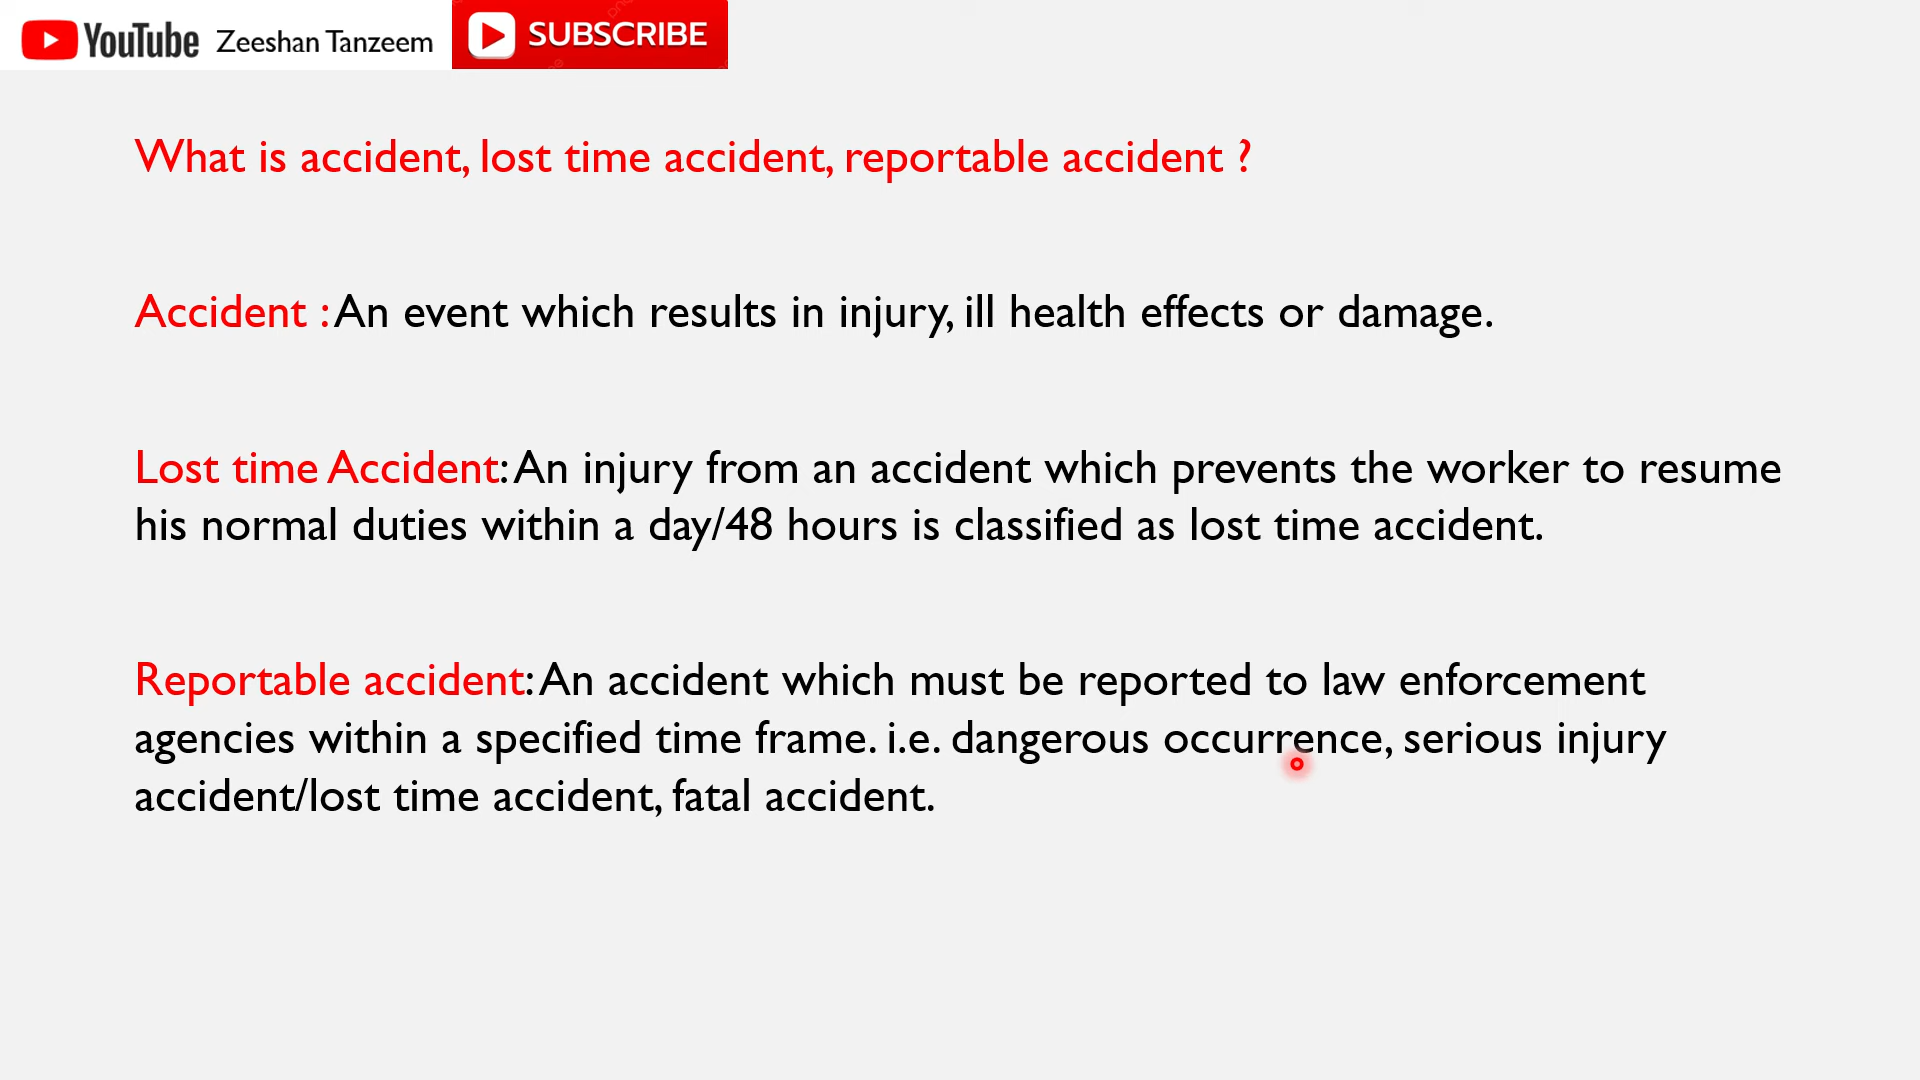 YouTube Zeeshan Tanzeem SUBSCRIBE
What is accident, lost time accident, reportable accident ?
Accident : An event which results in injury, ill health effects or damage.
Lost time Accident: An injury from an accident which prevents the worker to resume
his normal duties within a day/48 hours is classified as lost time accident.
Reportable accident: An accident which must be reported to law enforcement
agencies within a specified time frame. i.e. dangerous occurrence, serious injury
accident/lost time accident, fatal accident.